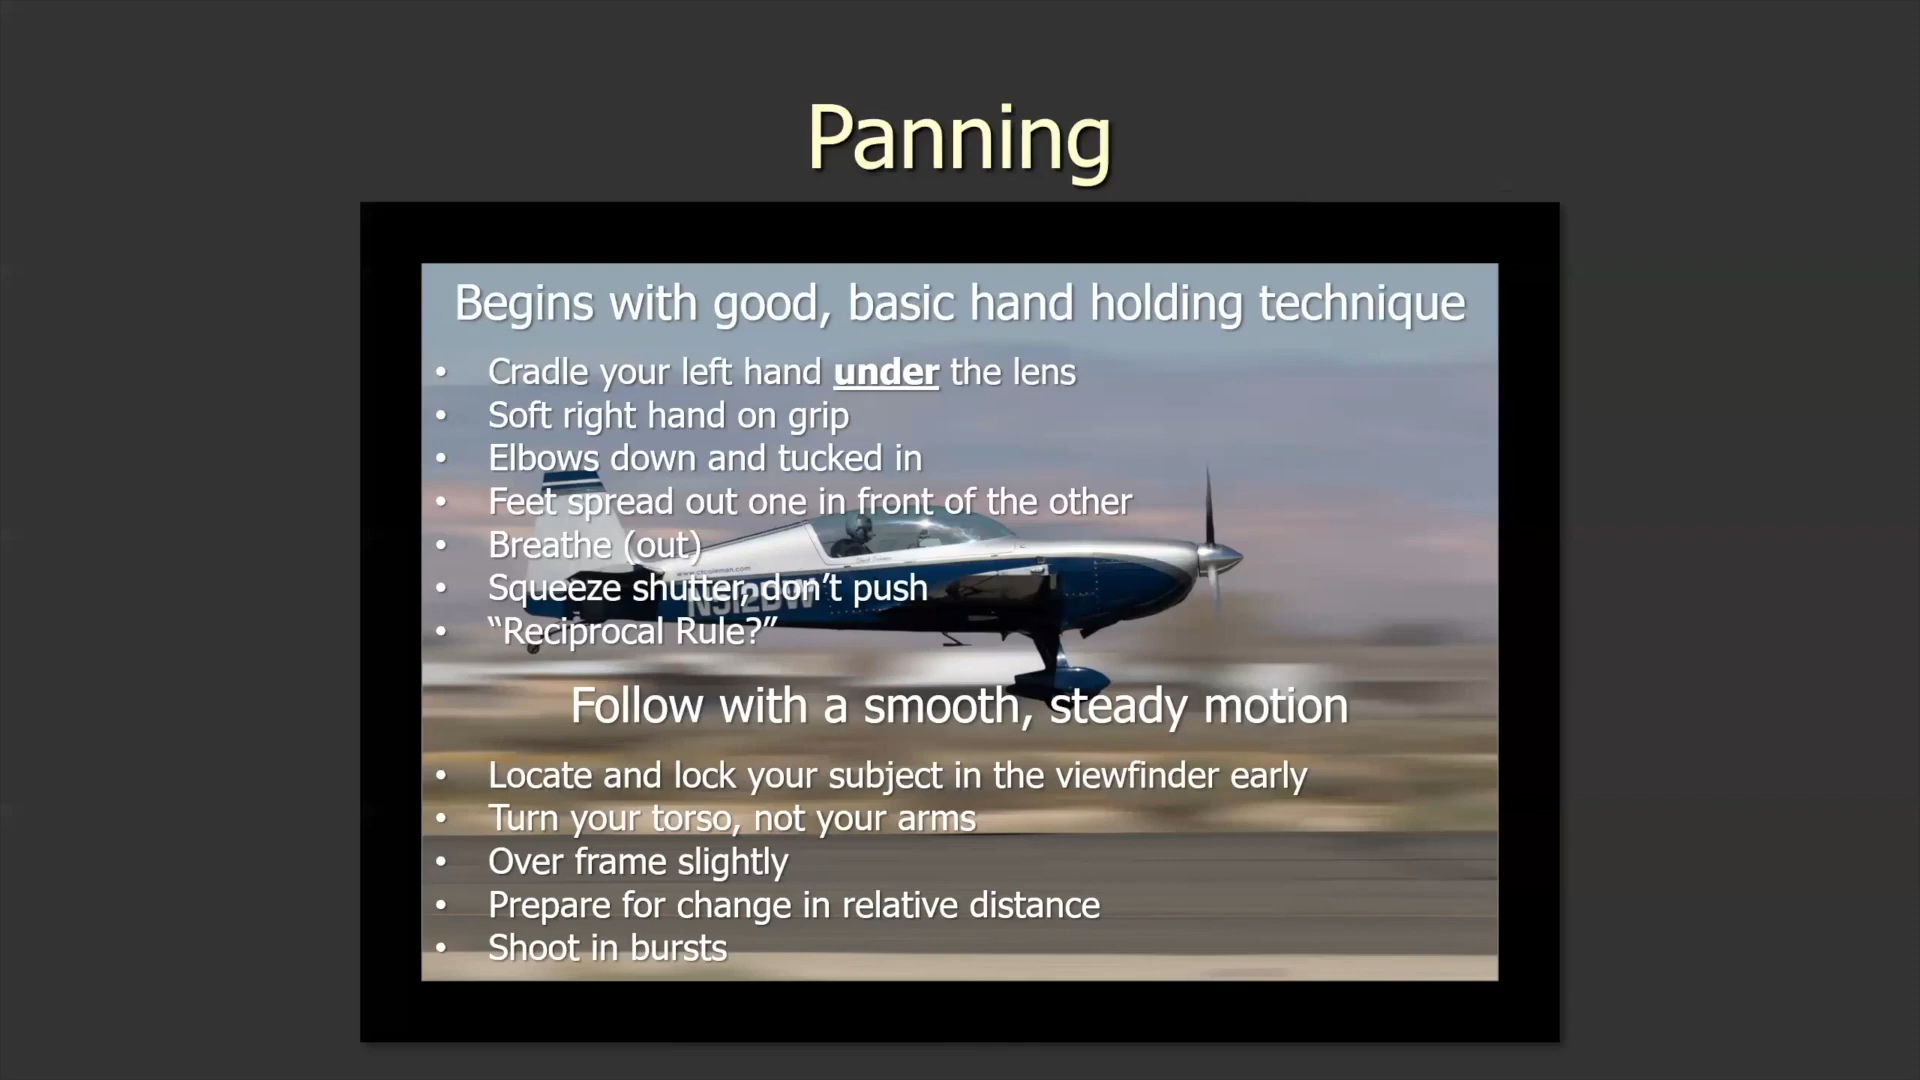 Panning
Begins with good, basic hand holding technique
• Cradle your left hand under the lens
• Soft right hand on grip
• Elbows down and tucked in
• Feet spread out one in front of the other
• Breathe (out)
• Squeeze shutter, don’t push
• “Reciprocal Rule?”
www.ctcoleman.com
Follow with a smooth, steady motion
• Locate and lock your subject in the viewfinder early
• Turn your torso, not your arms
• Over frame slightly
• Prepare for change in relative distance
• Shoot in bursts